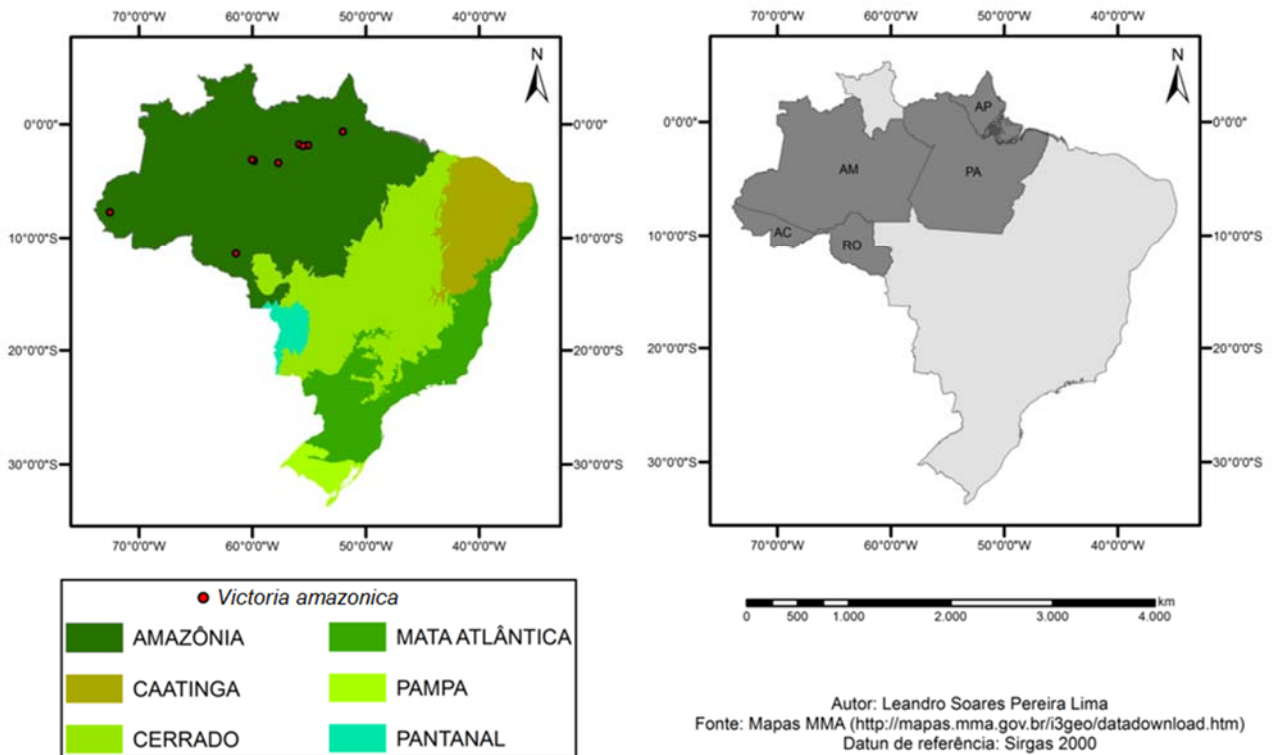 70°0'0"W 60°0'0"W 50°0'0"W 40°0'0"W
N
0°0'0" 0°0'0"
10°0'0"S 10°0'0"S
20°0'0"S 20°0'0"S
30°0'0"S 30°0'0"S
70°0'0"W 60°0'0"W 50°0'0"W 40°0'0"W
Victoria amazonica
AMAZÔNIA
CAATINGA
CERRADO
MATA ATLÂNTICA
PAMPA
PANTANAL
70°0'0"W 60°0'0"W 50°0'0"W 40°0'0"W
N
0°0'0" 0°0'0"
AP
AM
PA
AC
RO
10°0'0"S 10°0'0"S
20°0'0"S 20°0'0"S
30°0'0"S 30°0'0"S
70°0'0"W 60°0'0"W 50°0'0"W 40°0'0"W
km
0 500 1.000 2.000 3.000 4.000
Autor: Leandro Soares Pereira Lima
Fonte: Mapas MMA (http://mapas.mma.gov.br/i3geo/datadownload.htm)
Datun de referência: Sirgas 2000